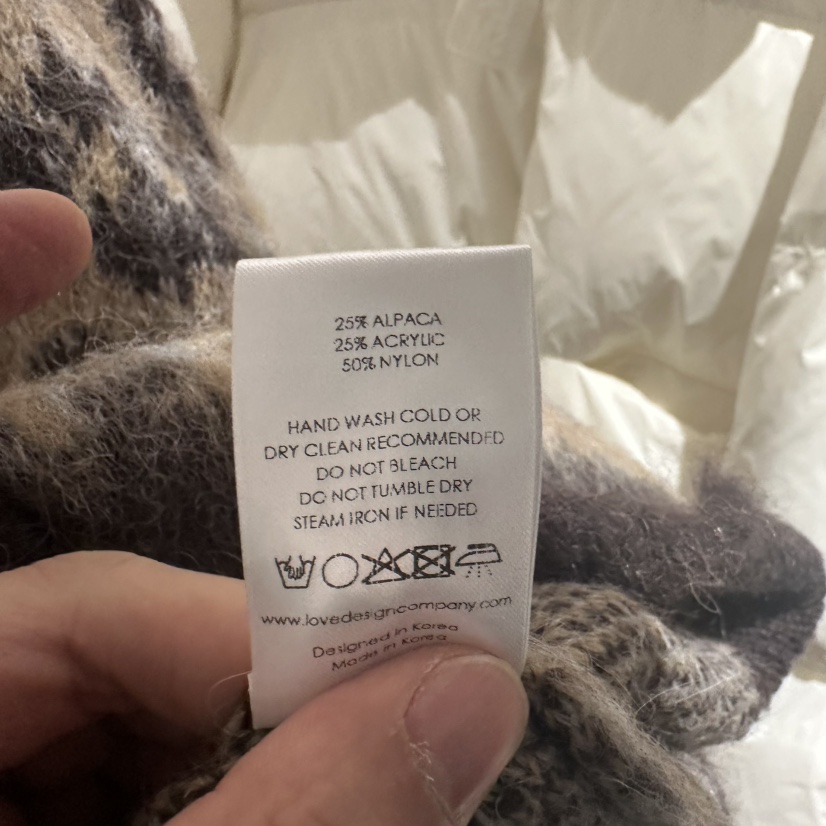 25% ALPACA
25% ACRYLIC
50% NYLON
HAND WASH COLD OR
DRY CLEAN RECOMMENDED
DO NOT BLEACH
DO NOT TUMBLE DRY
STEAM IRON IF NEEDED
www.lovedesigncompany.com
Designed in Korea
Made in Korea